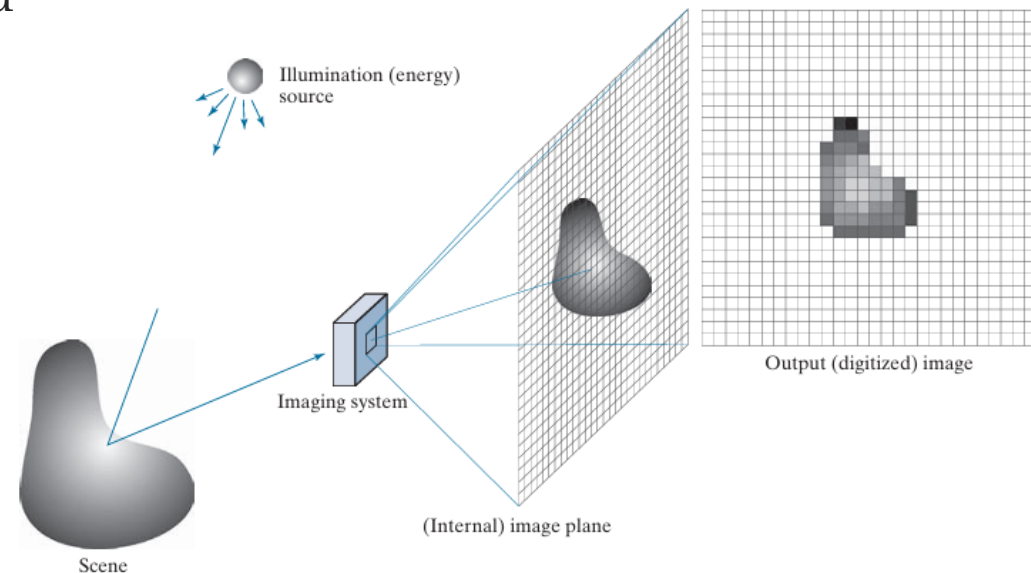 Illumination (energy)
source
Output (digitized) image
Imaging system
(Internal) image plane
Scene